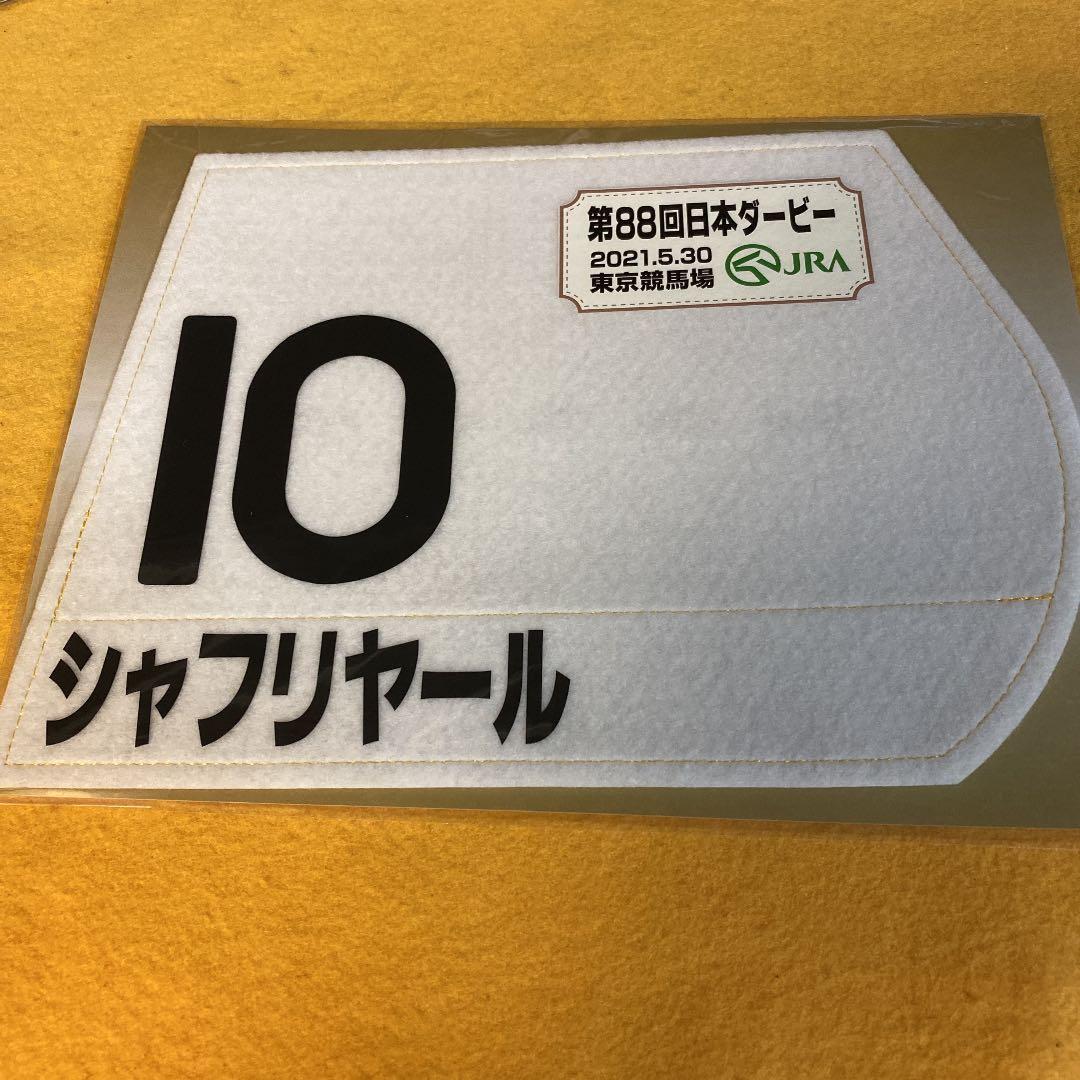 第88回日本ダービー
2021.5.30
東京競馬場
JRA
10
シャフリヤール